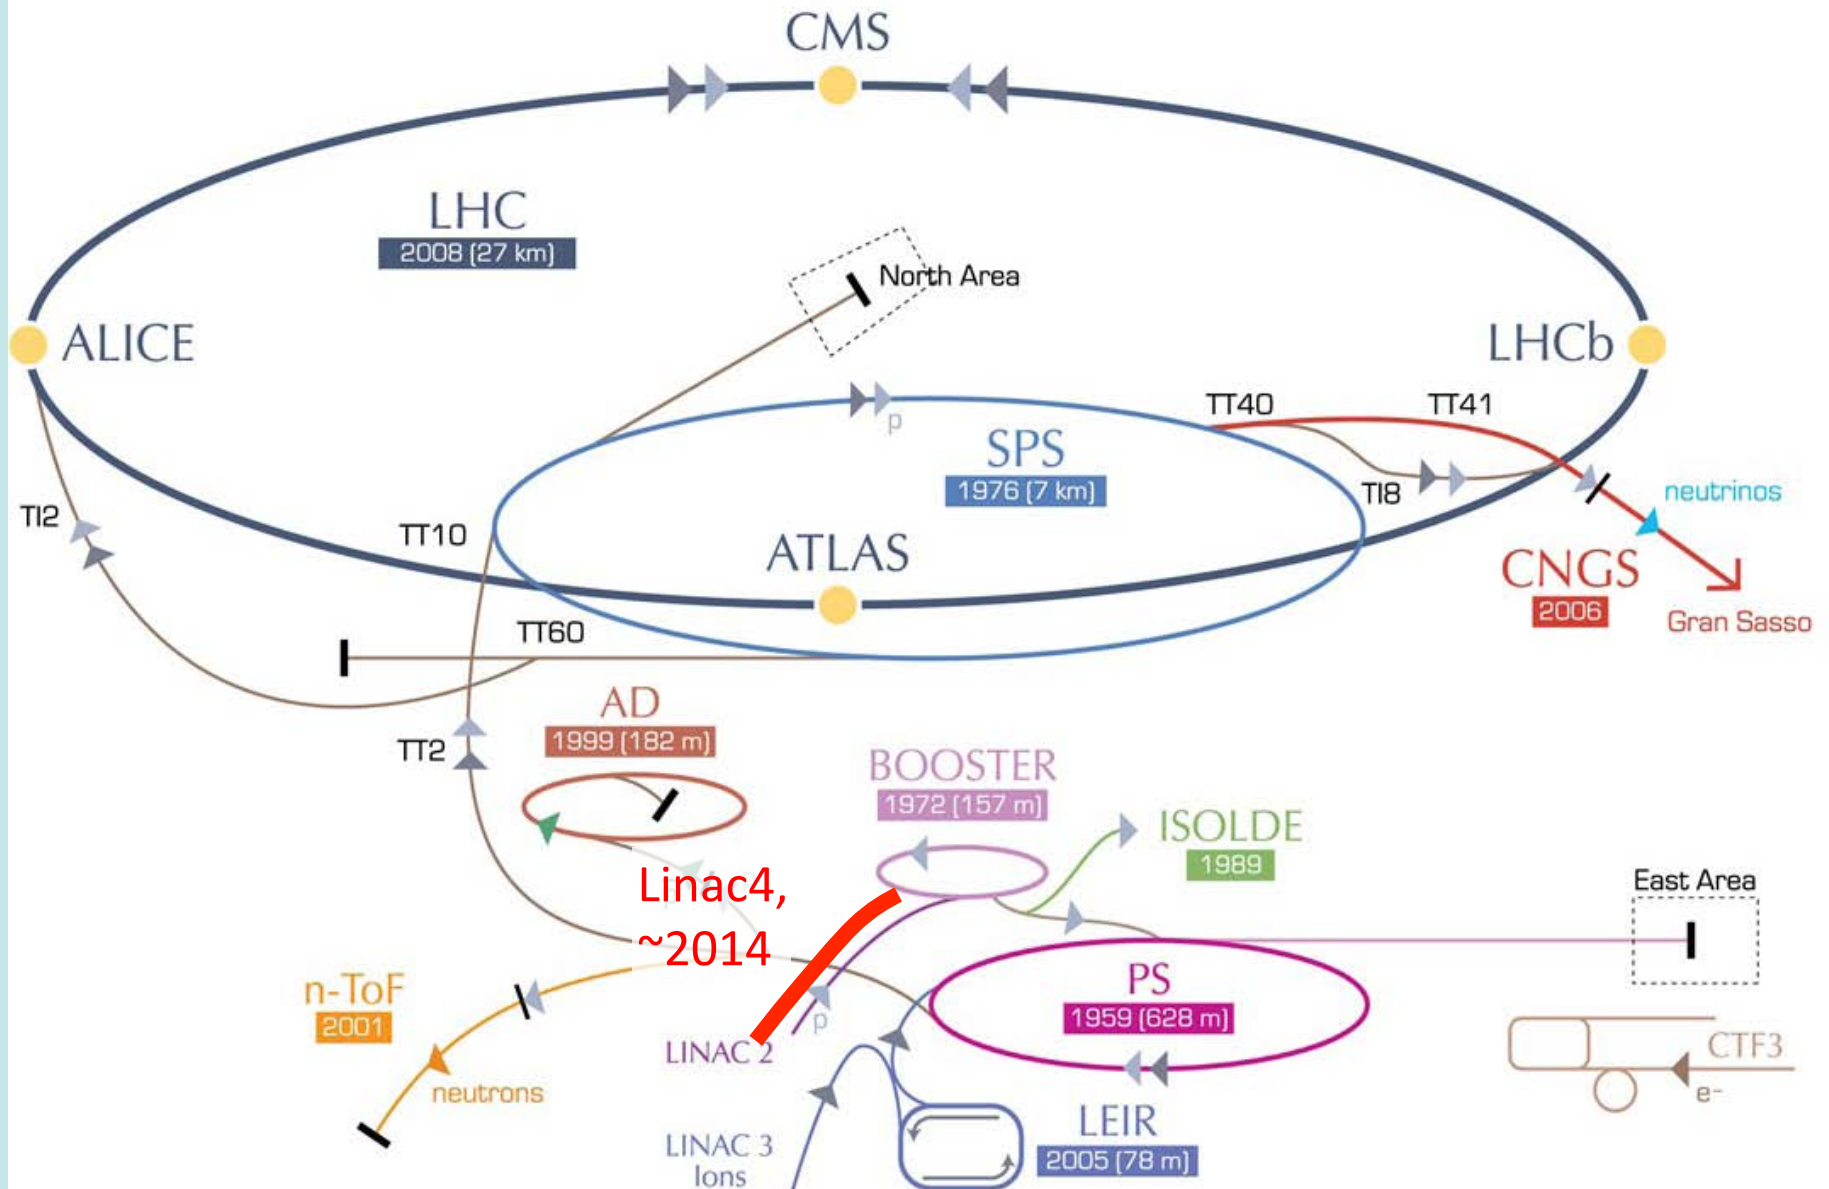 CMS
LHC
2008 (27 km)
North Area
ALICE
LHCb
TT40
TT41
p
SPS
1976 (7 km)
TI8
neutrinos
TI2
TT10
ATLAS
CNGS
2006
Gran Sasso
TT60
AD
1999 (182 m)
TT2
BOOSTER
1972 (157 m)
ISOLDE
1989
Linac4,
~2014
East Area
n-ToF
2001
PS
1959 (628 m)
p
LINAC 2
neutrons
CTF3
e-
LEIR
2005 (78 m)
LINAC 3
Ions